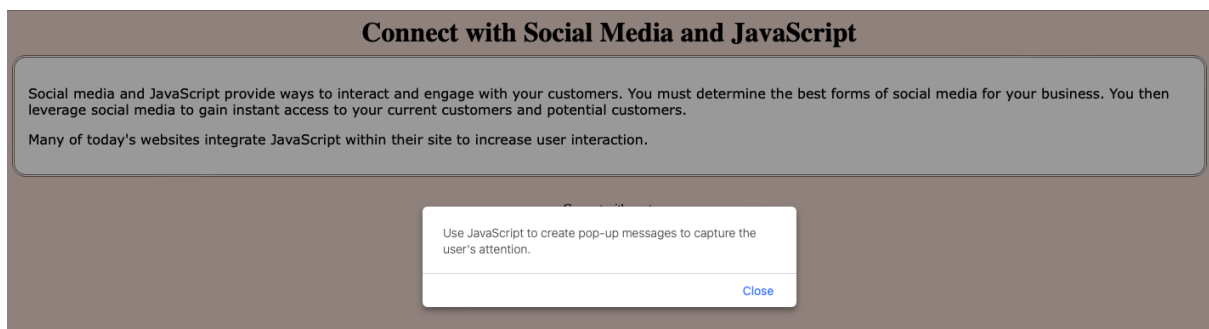 Connect with Social Media and JavaScript
Social media and JavaScript provide ways to interact and engage with your customers. You must determine the best forms of social media for your business. You then
leverage social media to gain instant access to your current customers and potential customers.
Many of today's websites integrate JavaScript within their site to increase user interaction.
Use JavaScript to create pop-up messages to capture the
user's attention.
Close